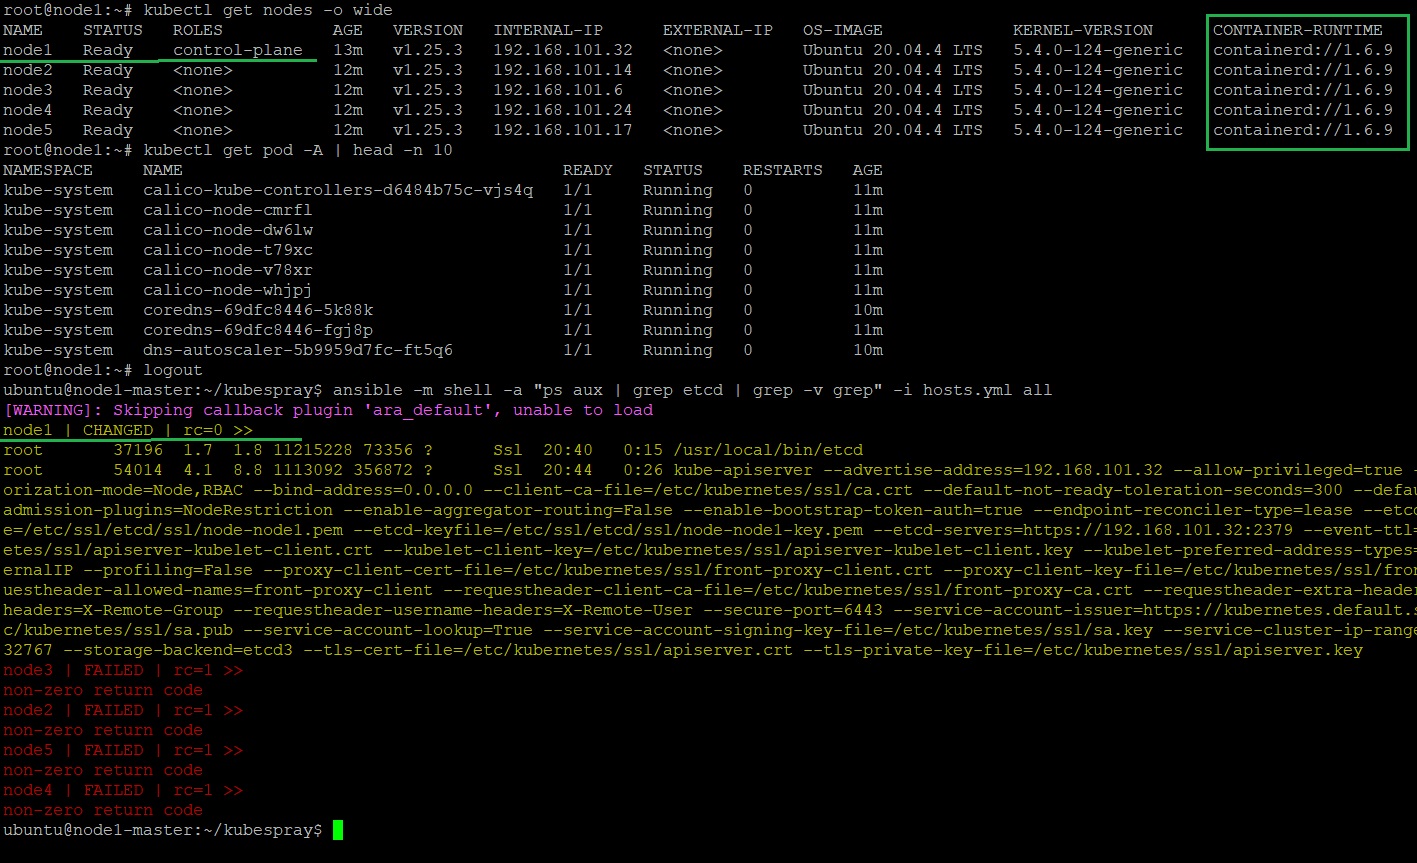 root@node1:~# kubectl get nodes -o wide
NAME STATUS ROLES AGE VERSION INTERNAL-IP EXTERNAL-IP OS-IMAGE KERNEL-VERSION CONTAINER-RUNTIME
node1 Ready control-plane 13m v1.25.3 192.168.101.32 <none> Ubuntu 20.04.4 LTS 5.4.0-124-generic containerd://1.6.9
node2 Ready <none> 12m v1.25.3 192.168.101.14 <none> Ubuntu 20.04.4 LTS 5.4.0-124-generic containerd://1.6.9
node3 Ready <none> 12m v1.25.3 192.168.101.6 <none> Ubuntu 20.04.4 LTS 5.4.0-124-generic containerd://1.6.9
node4 Ready <none> 12m v1.25.3 192.168.101.24 <none> Ubuntu 20.04.4 LTS 5.4.0-124-generic containerd://1.6.9
node5 Ready <none> 12m v1.25.3 192.168.101.17 <none> Ubuntu 20.04.4 LTS 5.4.0-124-generic containerd://1.6.9
root@node1:~# kubectl get pod -A | head -n 10
NAMESPACE NAME READY STATUS RESTARTS AGE
kube-system calico-kube-controllers-d6484b75c-vjs4q 1/1 Running 0 11m
kube-system calico-node-cmrfl 1/1 Running 0 11m
kube-system calico-node-dw6lw 1/1 Running 0 11m
kube-system calico-node-t79xc 1/1 Running 0 11m
kube-system calico-node-v78xr 1/1 Running 0 11m
kube-system calico-node-whjpj 1/1 Running 0 11m
kube-system coredns-69dfc8446-5k88k 1/1 Running 0 10m
kube-system coredns-69dfc8446-fgj8p 1/1 Running 0 11m
kube-system dns-autoscaler-5b9959d7fc-ft5q6 1/1 Running 0 10m
root@node1:~# logout
ubuntu@node1-master:~/kubespray$ ansible -m shell -a "ps aux | grep etcd | grep -v grep" -i hosts.yml all
[WARNING]: Skipping callback plugin 'ara_default', unable to load
node1 | CHANGED | rc=0 >>
root 37196 1.7 1.8 11215228 73356 ? Ssl 20:40 0:15 /usr/local/bin/etcd
root 54014 4.1 8.8 1113092 356872 ? Ssl 20:44 0:26 kube-apiserver --advertise-address=192.168.101.32 --allow-privileged=true -
orization-mode=Node,RBAC --bind-address=0.0.0.0 --client-ca-file=/etc/kubernetes/ssl/ca.crt --default-not-ready-toleration-seconds=300 --defau
admission-plugins=NodeRestriction --enable-aggregator-routing=False --enable-bootstrap-token-auth=true --endpoint-reconciler-type=lease --etcd
e=/etc/ssl/etcd/ssl/node-node1.pem --etcd-keyfile=/etc/ssl/etcd/ssl/node-node1-key.pem --etcd-servers=https://192.168.101.32:2379 --event-ttl=
etes/ssl/apiserver-kubelet-client.crt --kubelet-client-key=/etc/kubernetes/ssl/apiserver-kubelet-client.key --kubelet-preferred-address-types=
ernalIP --profiling=False --proxy-client-cert-file=/etc/kubernetes/ssl/front-proxy-client.crt --proxy-client-key-file=/etc/kubernetes/ssl/fron
uestheader-allowed-names=front-proxy-client --requestheader-client-ca-file=/etc/kubernetes/ssl/front-proxy-ca.crt --requestheader-extra-header
headers=X-Remote-Group --requestheader-username-headers=X-Remote-User --secure-port=6443 --service-account-issuer=https://kubernetes.default.s
c/kubernetes/ssl/sa.pub --service-account-lookup=True --service-account-signing-key-file=/etc/kubernetes/ssl/sa.key --service-cluster-ip-range
32767 --storage-backend=etcd3 --tls-cert-file=/etc/kubernetes/ssl/apiserver.crt --tls-private-key-file=/etc/kubernetes/ssl/apiserver.key
node3 | FAILED | rc=1 >>
non-zero return code
node2 | FAILED | rc=1 >>
non-zero return code
node5 | FAILED | rc=1 >>
non-zero return code
node4 | FAILED | rc=1 >>
non-zero return code
ubuntu@node1-master:~/kubespray$